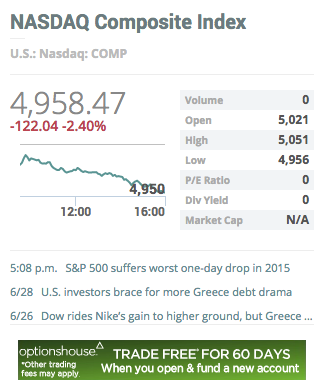 NASDAQ Composite Index
U.S.: Nasdaq: COMP
4,958.47
-122.04 -2.40%
4,950
12:00 16:00
Volume 0
Open 5,021
High 5,051
Low 4,956
P/E Ratio 0
Div Yield 0
Market Cap N/A
5:08 p.m. S&P 500 suffers worst one-day drop in 2015
6/28 U.S. investors brace for more Greece debt drama
6/26 Dow rides Nike's gain to higher ground, but Greece ...
optionshouse.
*Other trading
fees may apply
TRADE FREE* FOR 60 DAYS
When you open & fund a new account